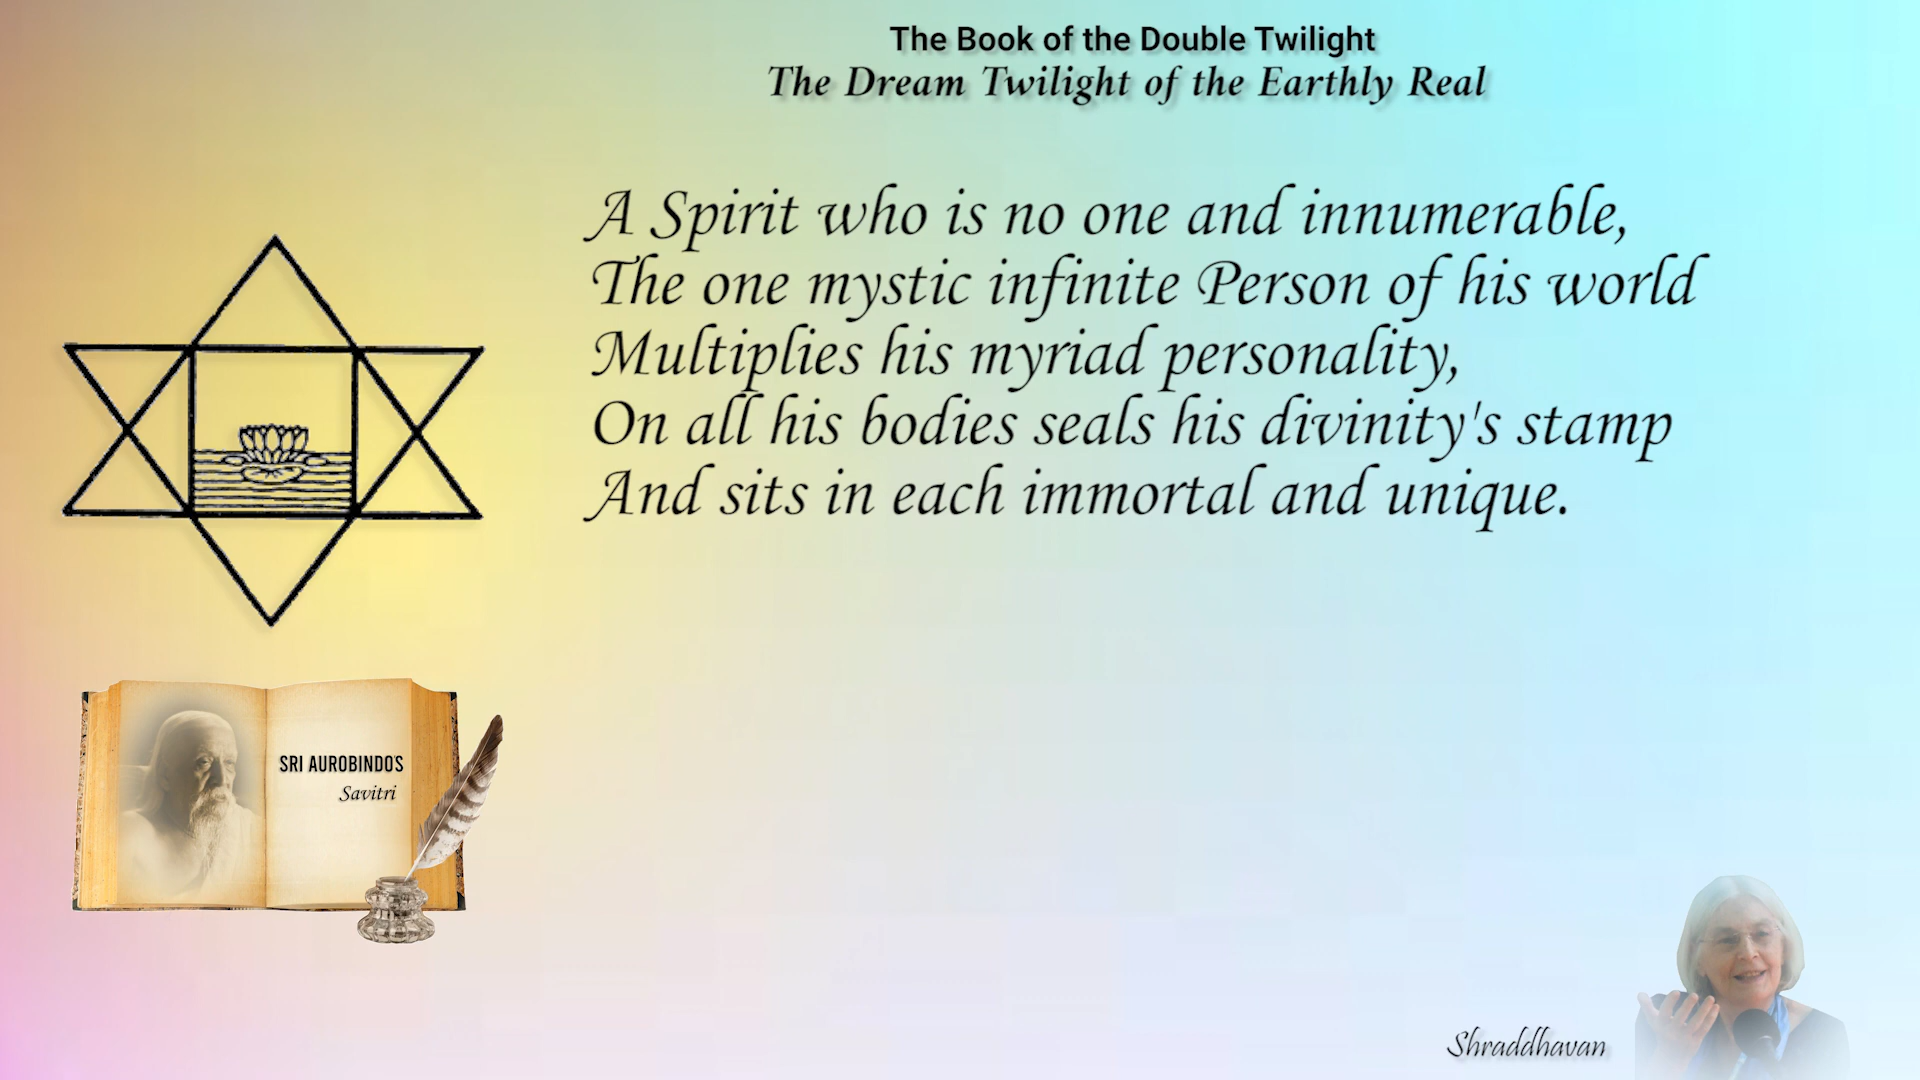 The Book of the Double Twilight
The Dream Twilight of the Earthly Real
A Spirit who is no one and innumerable,
The one mystic infinite Person of his world
Multiplies his myriad personality,
On all his bodies seals his divinity's stamp
And sits in each immortal and unique.
SRI AUROBINDO'S
Savitri
Shraddhavan